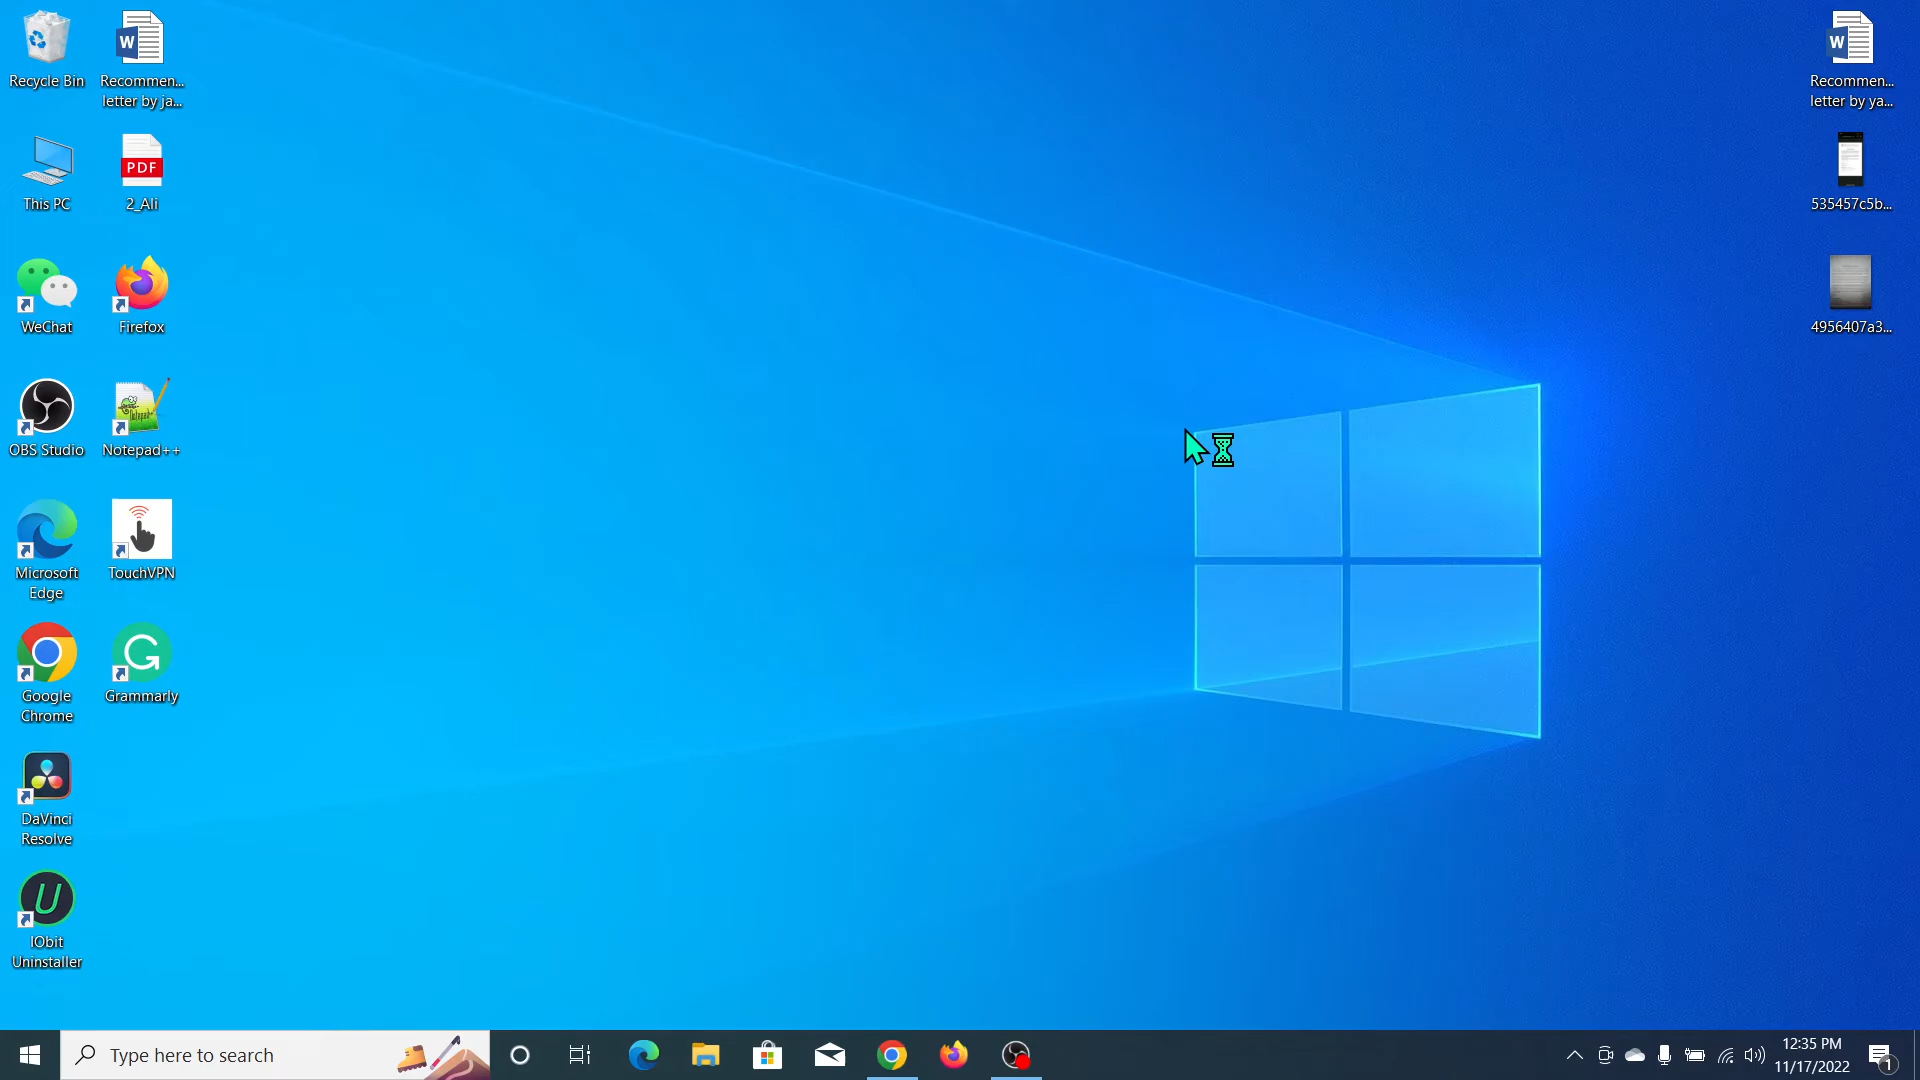 Recycle Bin
Recommen...
letter by ja...
This PC
PDF
2_Ali
WeChat
Firefox
OBS Studio
Notepad++
Microsoft
Edge
TouchVPN
Google
Chrome
Grammarly
DaVinci
Resolve
IObit
Uninstaller
Recommen...
letter by ya...
535457c5b...
4956407a3...
Type here to search
12:35 PM
11/17/2022
1